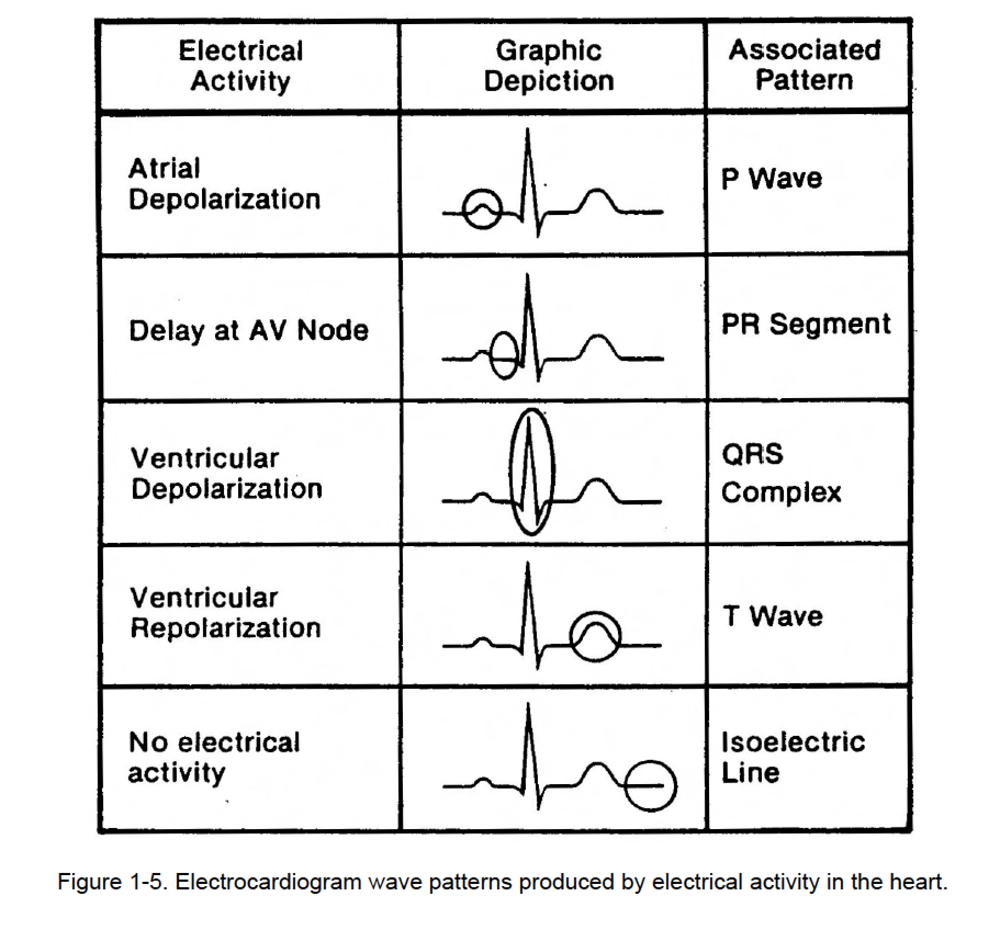 Electrical
Activity
Graphic
Depiction
Associated
Pattern
Atrial
Depolarization
P Wave
Delay at AV Node
PR Segment
Ventricular
Depolarization
QRS
Complex
Ventricular
Repolarization
T Wave
No electrical
activity
Isoelectric
Line
Figure 1-5. Electrocardiogram wave patterns produced by electrical activity in the heart.